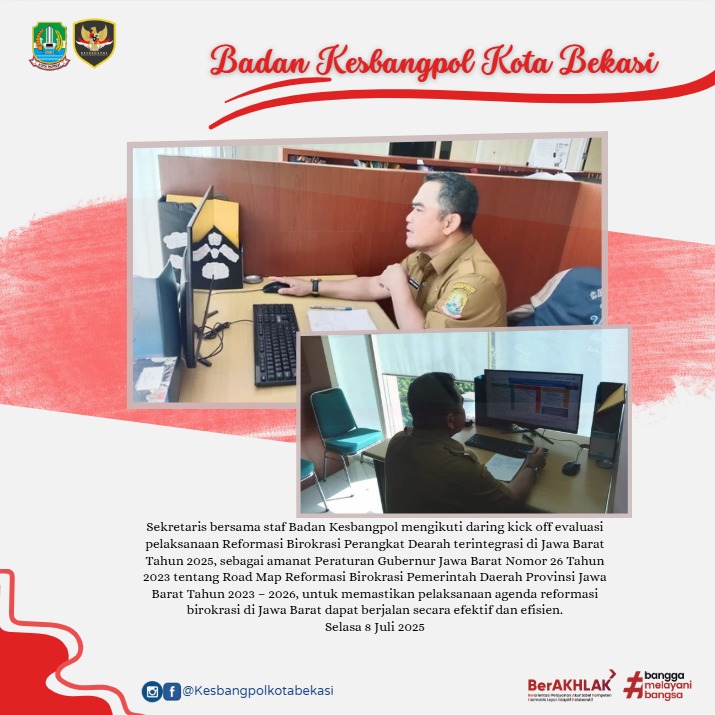 Badan Kesbangpol Kota Bekasi
Sekretaris bersama staf Badan Kesbangpol mengikuti daring kick off evaluasi
pelaksanaan Reformasi Birokrasi Perangkat Dearah terintegrasi di Jawa Barat
Tahun 2025, sebagai amanat Peraturan Gubernur Jawa Barat Nomor 26 Tahun
2023 tentang Road Map Reformasi Birokrasi Pemerintah Daerah Provinsi Jawa
Barat Tahun 2023 – 2026, untuk memastikan pelaksanaan agenda reformasi
birokrasi di Jawa Barat dapat berjalan secara efektif dan efisien.
Selasa 8 Juli 2025
@Kesbangpolkotabekasi
BerAKHLAK
#bangga
melayani
bangsa